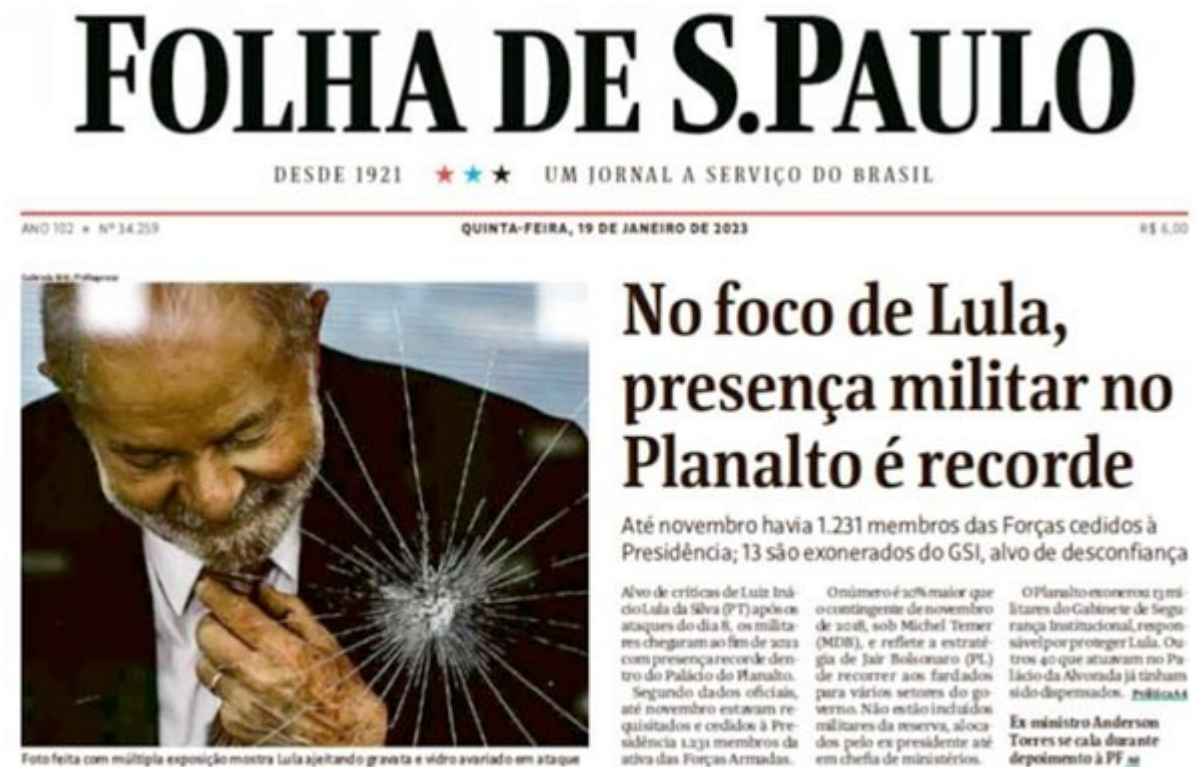 FOLHA DE S.PAULO
DESDE 1921 ★ ★ ★ UM JORNAL A SERVIÇO DO BRASIL
ANO 102 ★ Nº 34.259
QUINTA-FEIRA, 19 DE JANEIRO DE 2023
R$ 6,00
No foco de Lula,
presença militar no
Planalto é recorde
Até novembro havia 1.231 membros das Forças cedidos à
Presidência; 13 são exonerados do GSI, alvo de desconfiança
Alvo de críticas de Luiz Iná-
cio Lula da Silva (PT) após os
ataques do dia 8, os milita-
res chegaram ao fim de 2022
com presença recorde den-
tro do Palácio do Planalto.
Segundo dados oficiais,
até novembro estavam re-
quisitados e cedidos à Pre-
sidência 1.231 membros da
ativa das Forças Armadas.
O número é 20% maior que
o contingente de novembro
de 2018, sob Michel Temer
(MDB), e reflete a estraté-
gia de Jair Bolsonaro (PL)
de recorrer aos fardados
para vários setores do go-
verno. Não estão incluídos
militares da reserva, aloca-
dos pelo ex-presidente até
em chefia de ministérios.
O Planalto exonerou 13 mi-
litares do Gabinete de Segu-
rança Institucional, respon-
sável por proteger Lula. Ou-
tros 40 que atuavam no Pa-
lácio da Alvorada já tinham
sido dispensados. Política
Ex-ministro Anderson
Torres se cala durante
depoimento à PF
Foto feita com múltipla exposição mostra Lula ajeitando gravata e vidro avariado em ataque